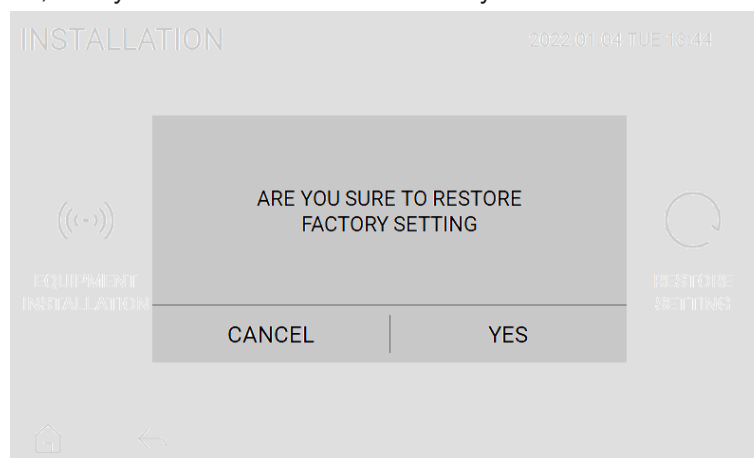 INSTALLATION
2022.01.04 TUE 13:44
ARE YOU SURE TO RESTORE
FACTORY SETTING
EQUIPMENT
INSTALLATION
RESTORE
SETTING
CANCEL
YES